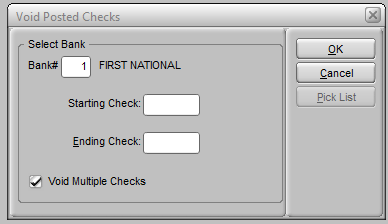 Void Posted Checks
Select Bank
Bank# 1 FIRST NATIONAL
Starting Check:
Ending Check:
Void Multiple Checks
OK
Cancel
Pick List